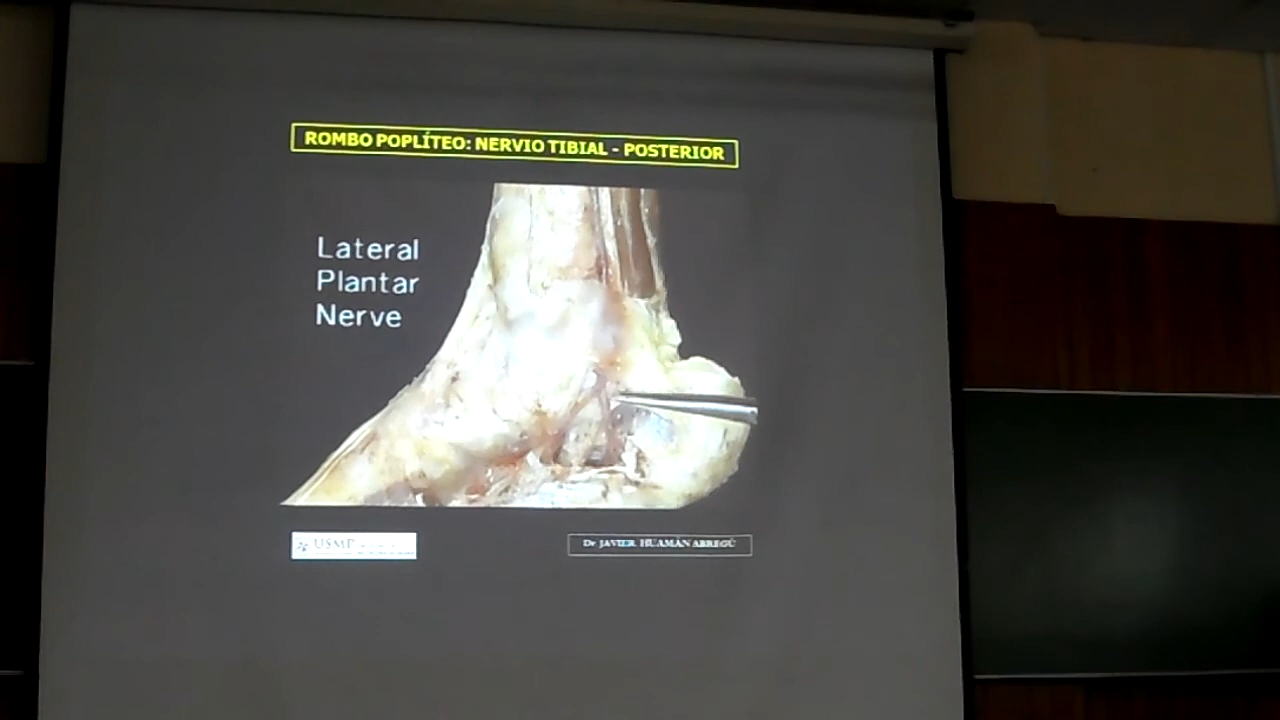 ROMBO POPLÍTEO: NERVIO TIBIAL - POSTERIOR
Lateral
Plantar
Nerve
USMP
Dr. JAVIER HUAMÁN ABREGÚ